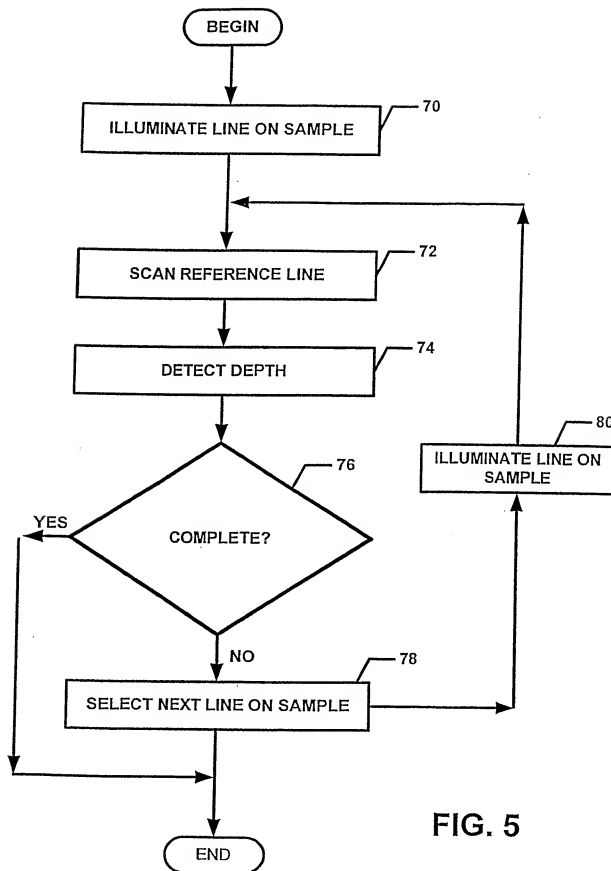 BEGIN
70
ILLUMINATE LINE ON SAMPLE
72
SCAN REFERENCE LINE
74
DETECT DEPTH
76
COMPLETE?
YES
NO
78
SELECT NEXT LINE ON SAMPLE
80
ILLUMINATE LINE ON
SAMPLE
END
FIG. 5